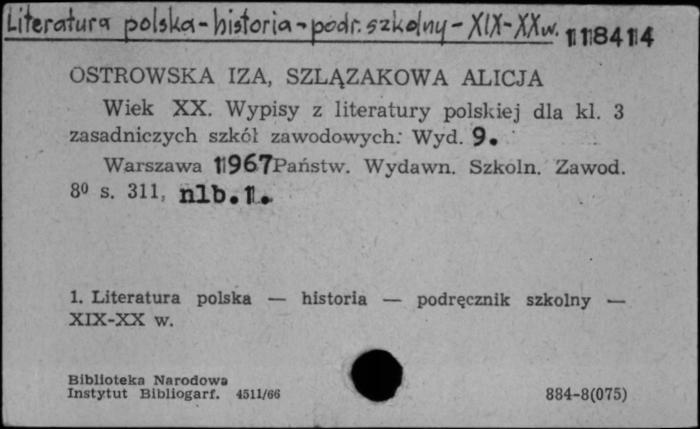 Literatura polska - historia - podr. szkolny - XIX-XXw. 118414
OSTROWSKA IZA, SZLĄZAKOWA ALICJA
Wiek XX. Wypisy z literatury polskiej dla kl. 3
zasadniczych szkół zawodowych. Wyd. 9.
Warszawa 1967 Państw. Wydawn. Szkoln. Zawod.
8⁰ s. 311, nlb. 1.
1. Literatura polska — historia — podręcznik szkolny —
XIX-XX w.
Biblioteka Narodowa
Instytut Bibliogarf. 4511/66
884-8(075)